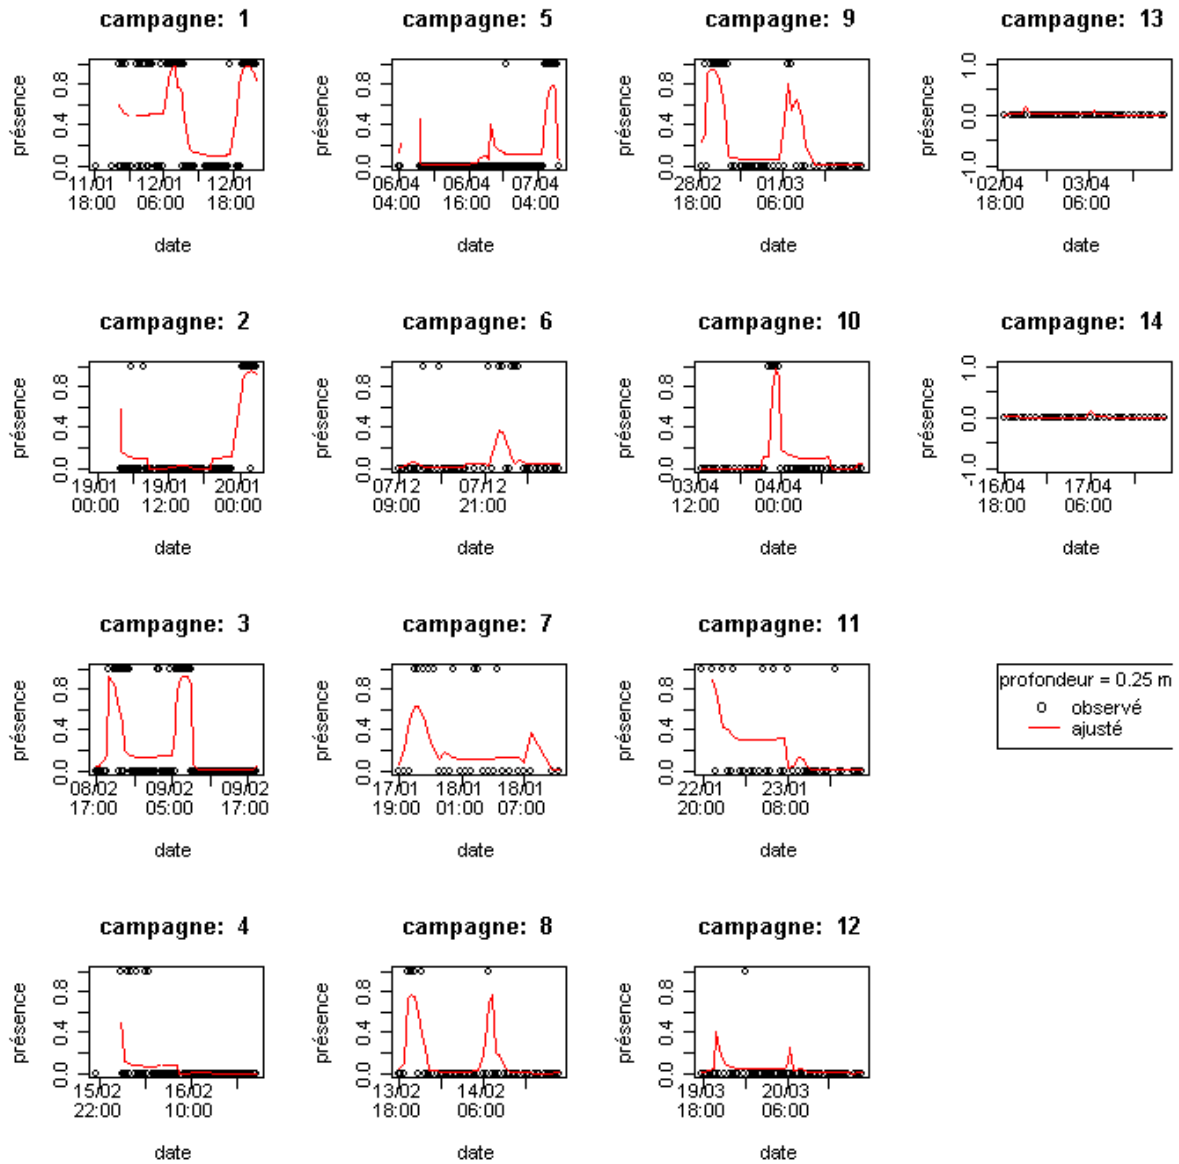 campagne: 1
présence
0.0 0.4 0.8
11/01 12/01 12/01
18:00 06:00 18:00
date
campagne: 5
présence
0.0 0.4 0.8
06/04 06/04 07/04
04:00 16:00 04:00
date
campagne: 9
présence
0.0 0.4 0.8
28/02 01/03
18:00 06:00
date
campagne: 13
présence
-1.0 0.0 1.0
02/04 03/04
18:00 06:00
date
campagne: 2
présence
0.0 0.4 0.8
19/01 19/01 20/01
00:00 12:00 00:00
date
campagne: 6
présence
0.0 0.4 0.8
07/12 07/12
09:00 21:00
date
campagne: 10
présence
0.0 0.4 0.8
03/04 04/04
12:00 00:00
date
campagne: 14
présence
-1.0 0.0 1.0
16/04 17/04
18:00 06:00
date
campagne: 3
présence
0.0 0.4 0.8
08/02 09/02 09/02
17:00 05:00 17:00
date
campagne: 7
présence
0.0 0.4 0.8
17/01 18/01 18/01
19:00 01:00 07:00
date
campagne: 11
présence
0.0 0.4 0.8
22/01 23/01
20:00 08:00
date
profondeur = 0.25 m
observé
ajusté
campagne: 4
présence
0.0 0.4 0.8
15/02 16/02
22:00 10:00
date
campagne: 8
présence
0.0 0.4 0.8
13/02 14/02
18:00 06:00
date
campagne: 12
présence
0.0 0.4 0.8
19/03 20/03
18:00 06:00
date